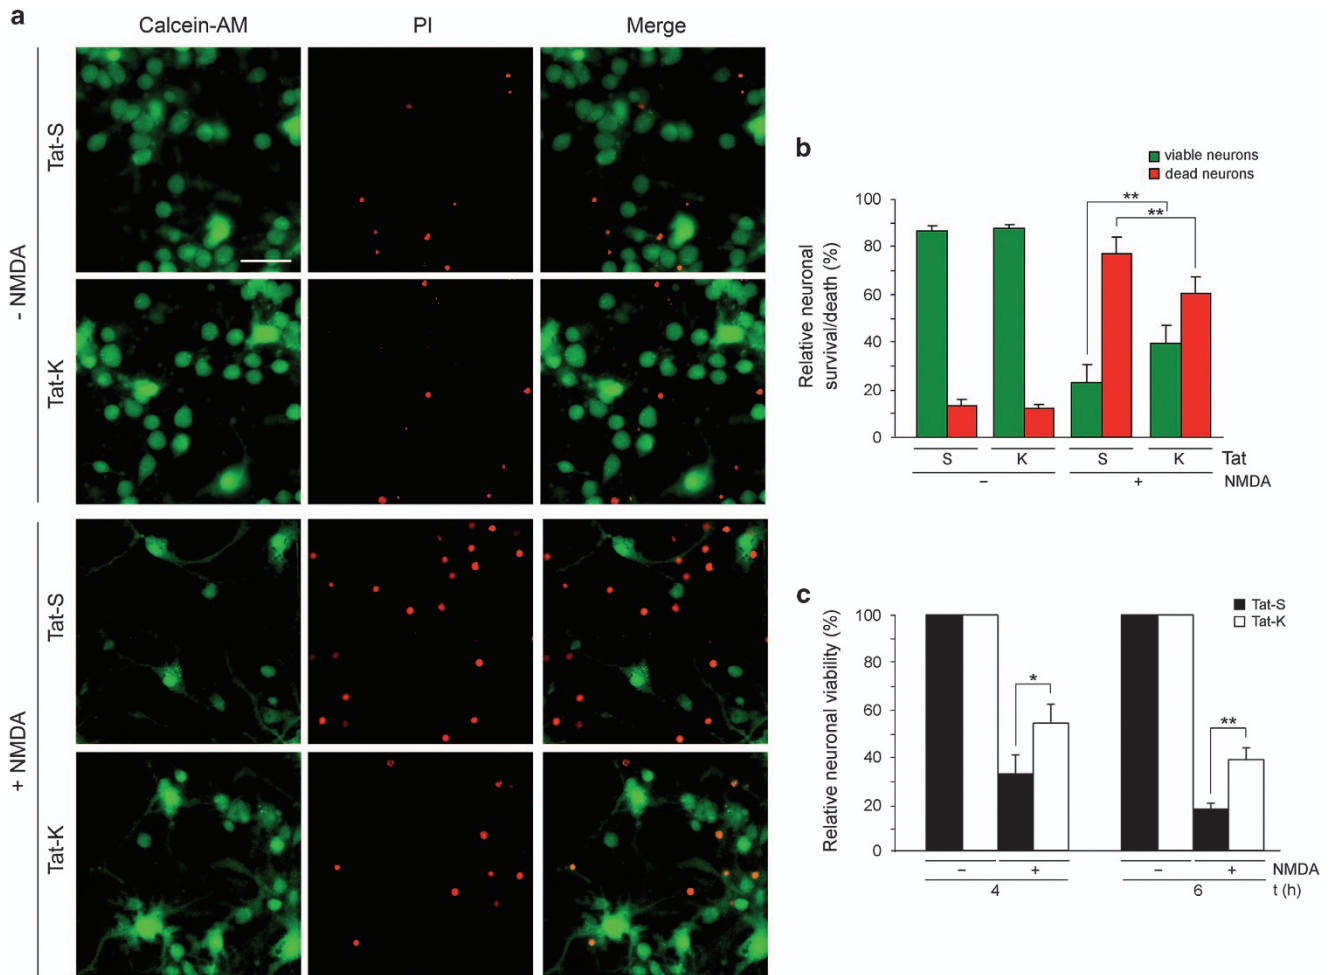 a
Calcein-AM PI Merge
Tat-S
- NMDA
Tat-K
Tat-S
+ NMDA
Tat-K
b
viable neurons
dead neurons
Relative neuronal
survival/death (%)
100
80
60
40
20
0
**
**
S K S K Tat
– + NMDA
c
Tat-S
Tat-K
Relative neuronal viability (%)
100
80
60
40
20
0
*
**
– + – + NMDA
4 6 t (h)